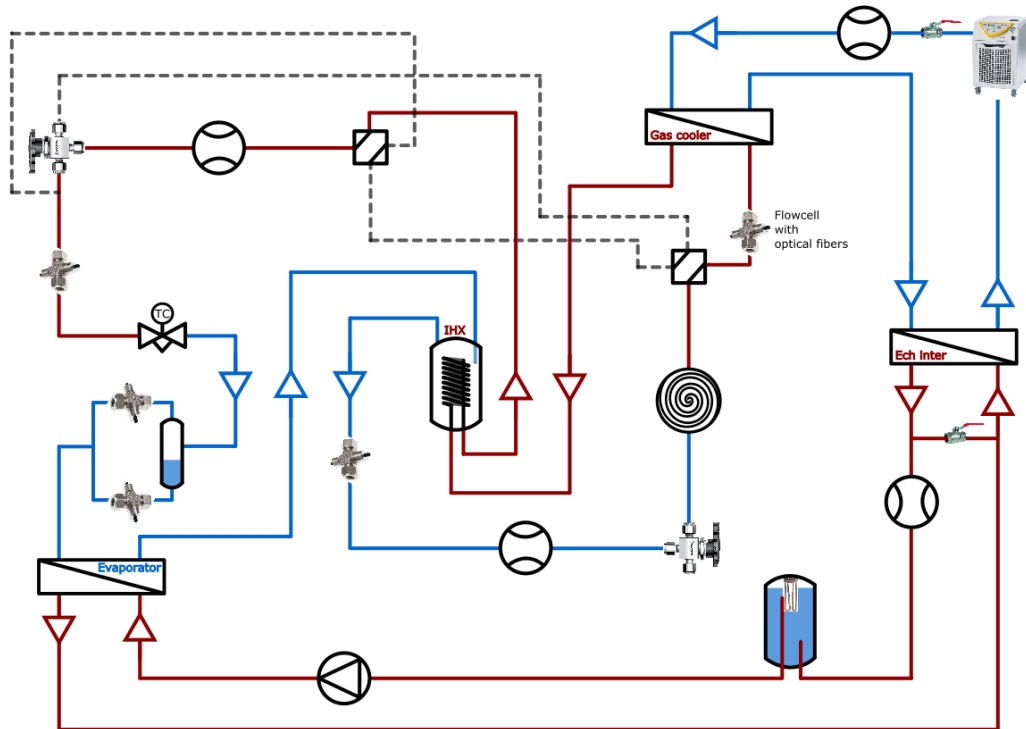 Gas cooler
Flowcell
with
optical fibers
TC
IHX
Ech inter
Evaporator